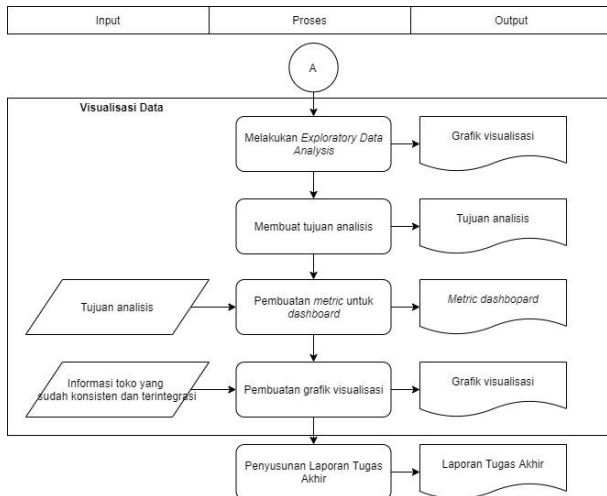 Input
Proses
Output
A
Visualisasi Data
Melakukan Exploratory Data
Analysis
Grafik visualisasi
Membuat tujuan analisis
Tujuan analisis
Tujuan analisis
Pembuatan metric untuk
dashboard
Metric dashbopard
Informasi toko yang
sudah konsisten dan terintegrasi
Pembuatan grafik visualisasi
Grafik visualisasi
Penyusunan Laporan Tugas
Akhir
Laporan Tugas Akhir